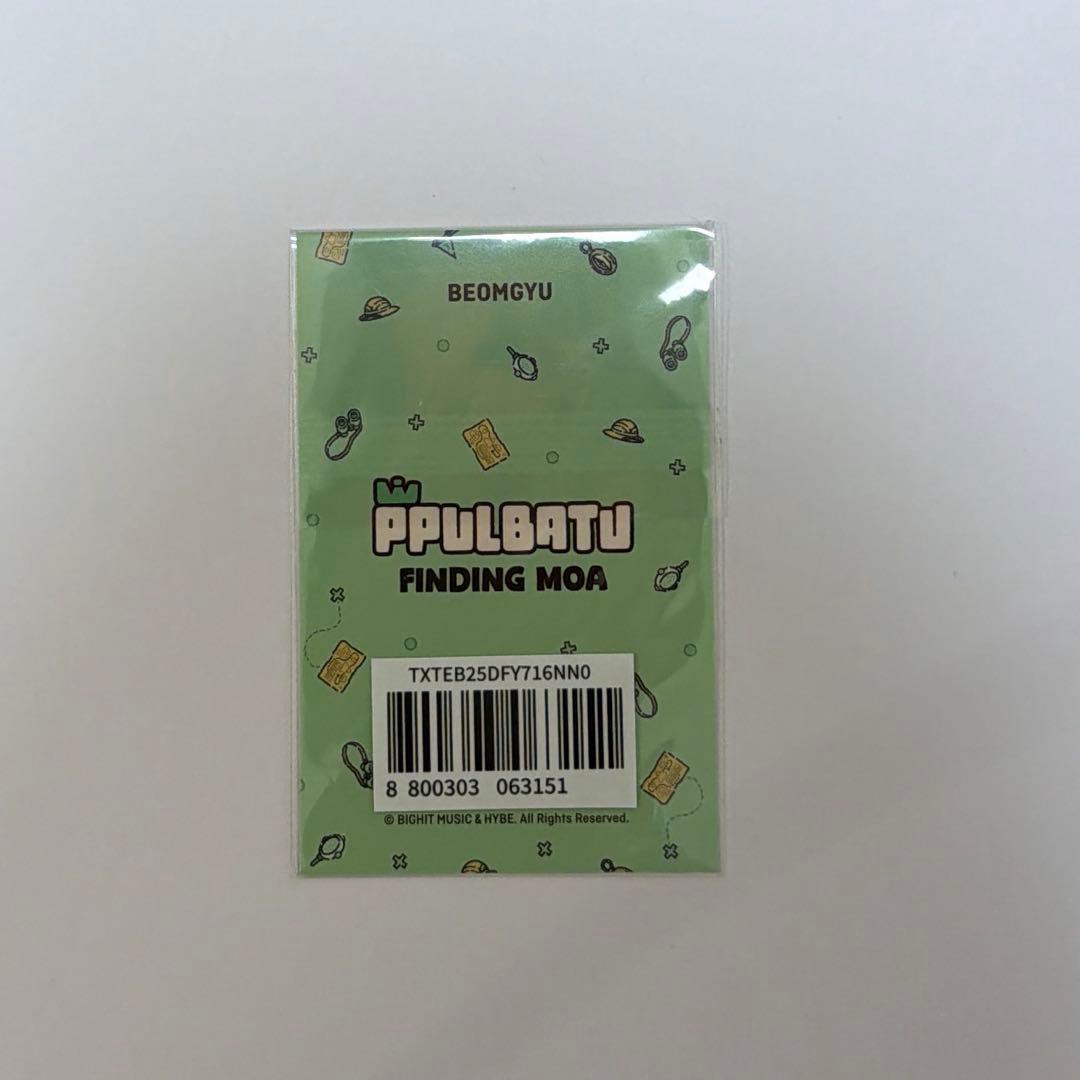 BEOMGYU
PPULBATU
FINDING MOA
TXTEB25DFY716NN0
8 800303 063151
© BIGHIT MUSIC & HYBE. All Rights Reserved.